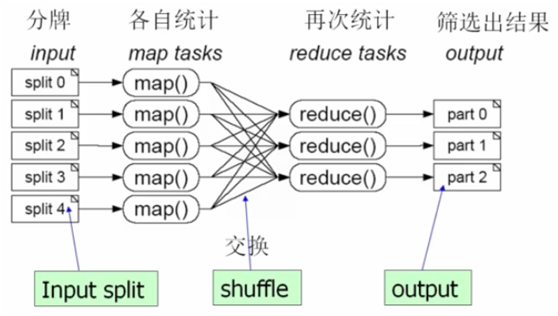 分牌 各自统计 再次统计 筛选出结果
input map tasks reduce tasks output
split 0 map()
split 1 map() reduce() part 0
split 2 map() reduce() part 1
split 3 map() reduce() part 2
split 4 map()
交换
Input split shuffle output